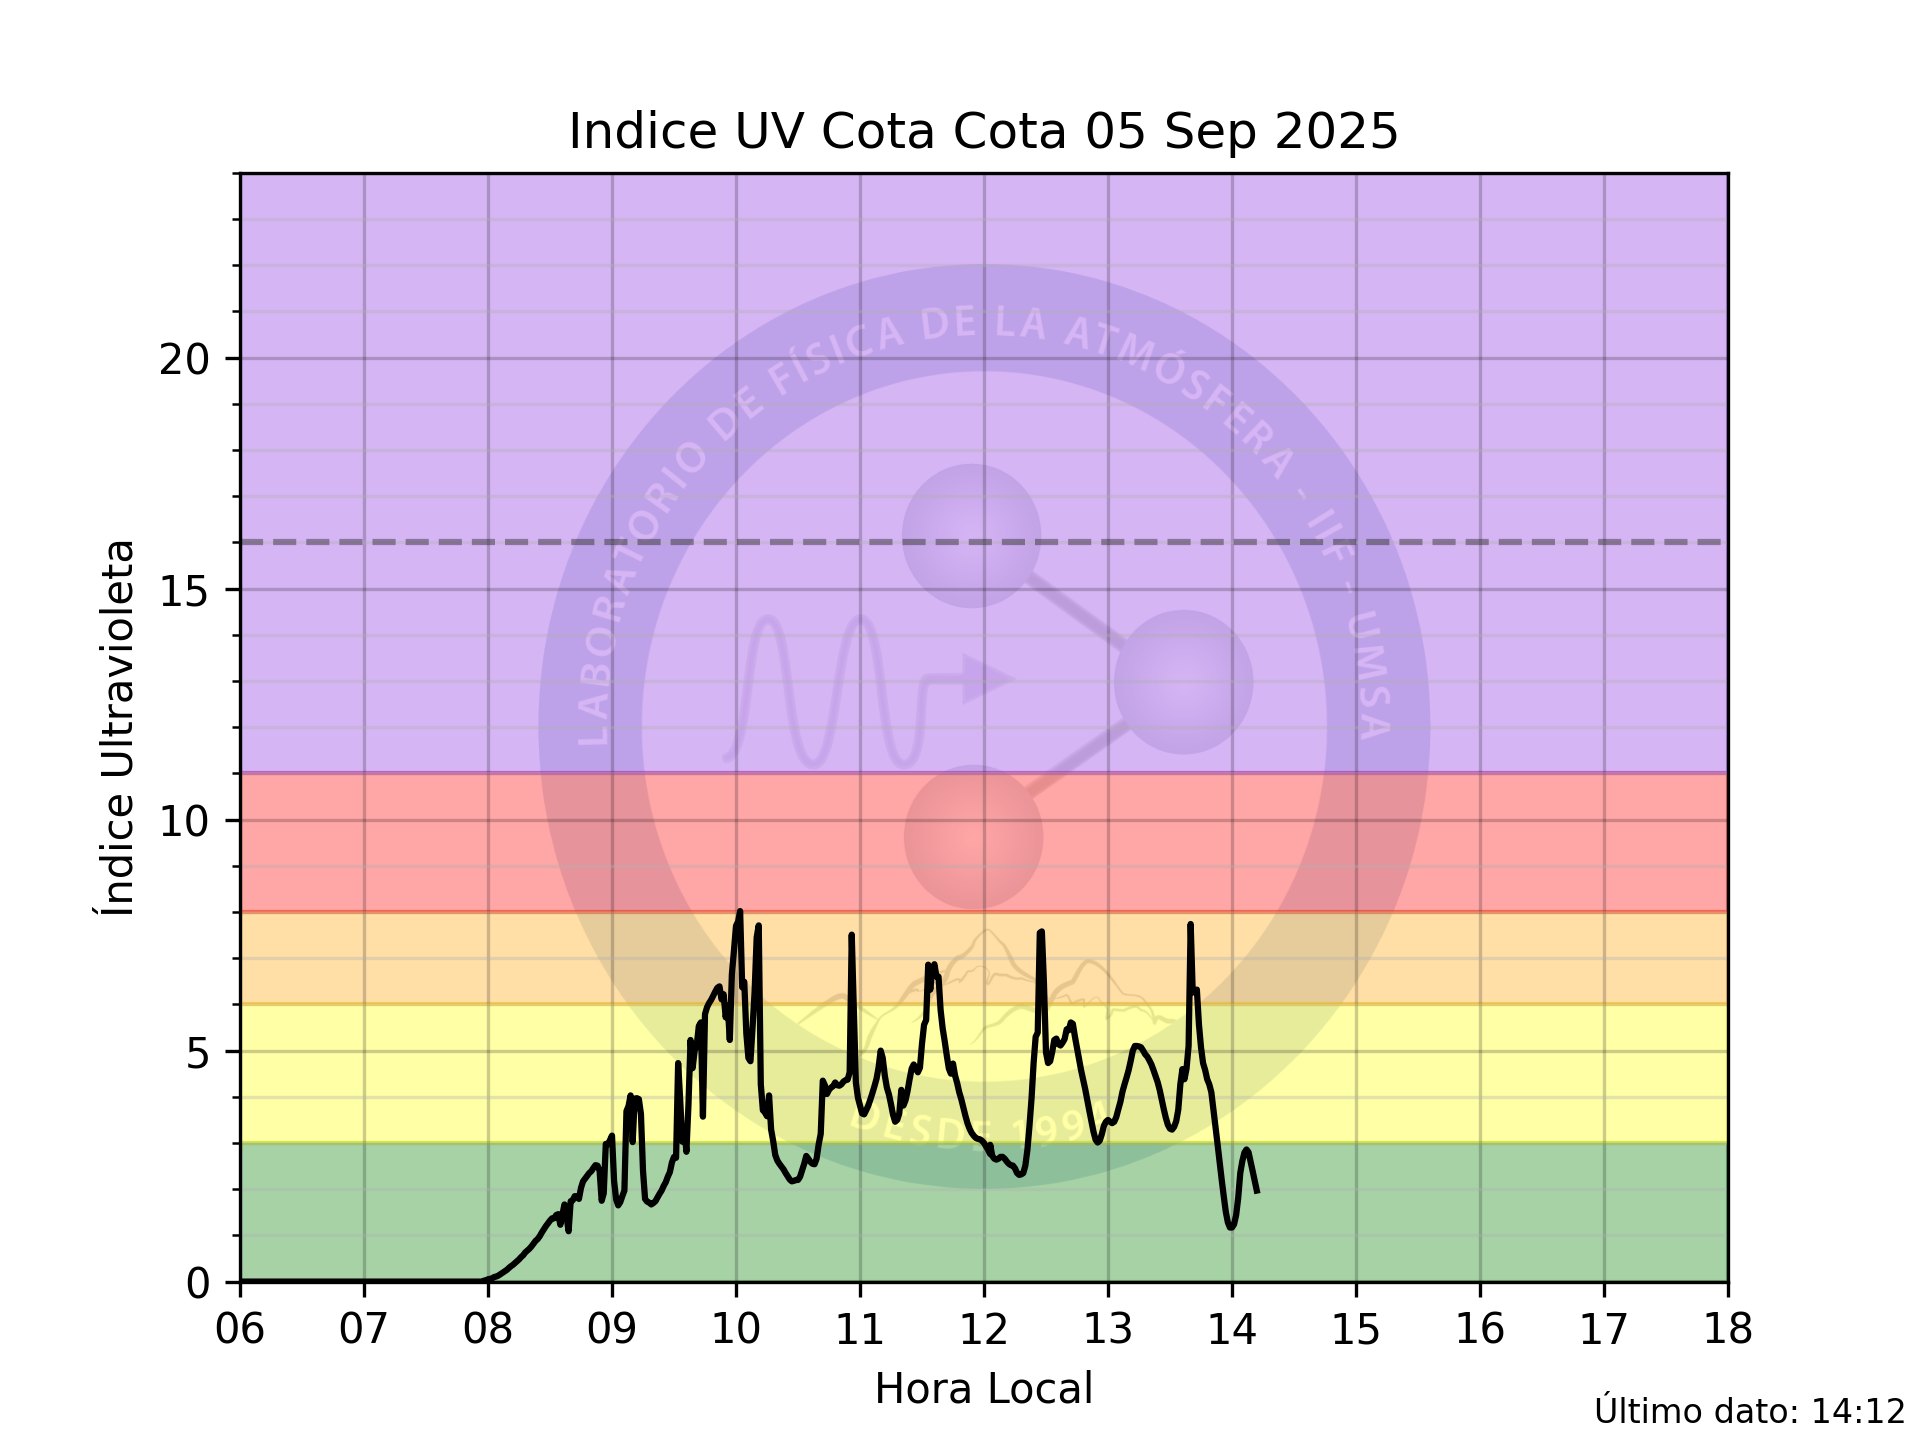 Indice UV Cota Cota 05 Sep 2025
LABORATORIO DE FÍSICA DE LA ATMÓSFERA - IIF - UMSA
DESDE 1994
Índice Ultravioleta
20
15
10
5
0
06 07 08 09 10 11 12 13 14 15 16 17 18
Hora Local
Último dato: 14:12